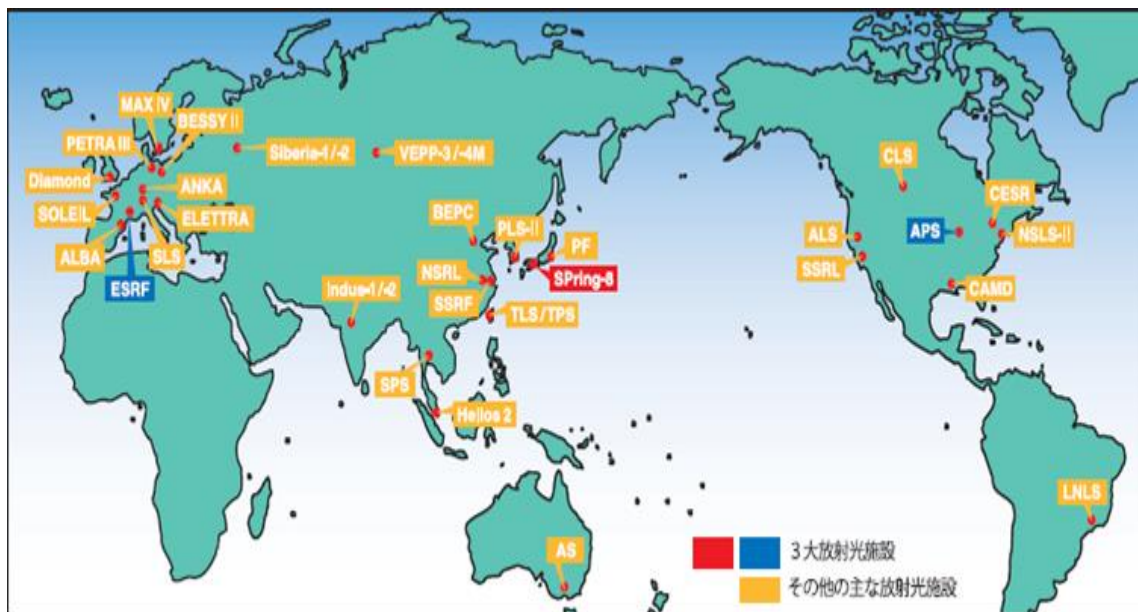 MAX IV
BESSY II
PETRA III
Siberia-1/-2
VEPP-3/-4M
Diamond
ANKA
SOLEIL
ELETTRA
ALBA
SLS
ESRF
BEPC
PLS-II
PF
SPring-8
NSRL
SSRF
Indus-1/-2
TLS/TPS
SPS
Helios 2
AS
CLS
CESR
ALS
APS
NSLS-II
SSRL
CAMD
LNLS
3大放射光施設
その他の主な放射光施設